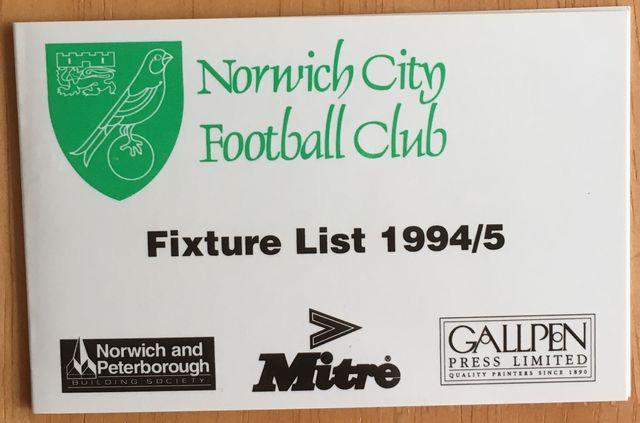 Norwich City
Football Club
Fixture List 1994/5
Norwich and
Peterborough
BUILDING SOCIETY
Mitre®
GALLPEN
PRESS LIMITED
QUALITY PRINTERS SINCE 1890